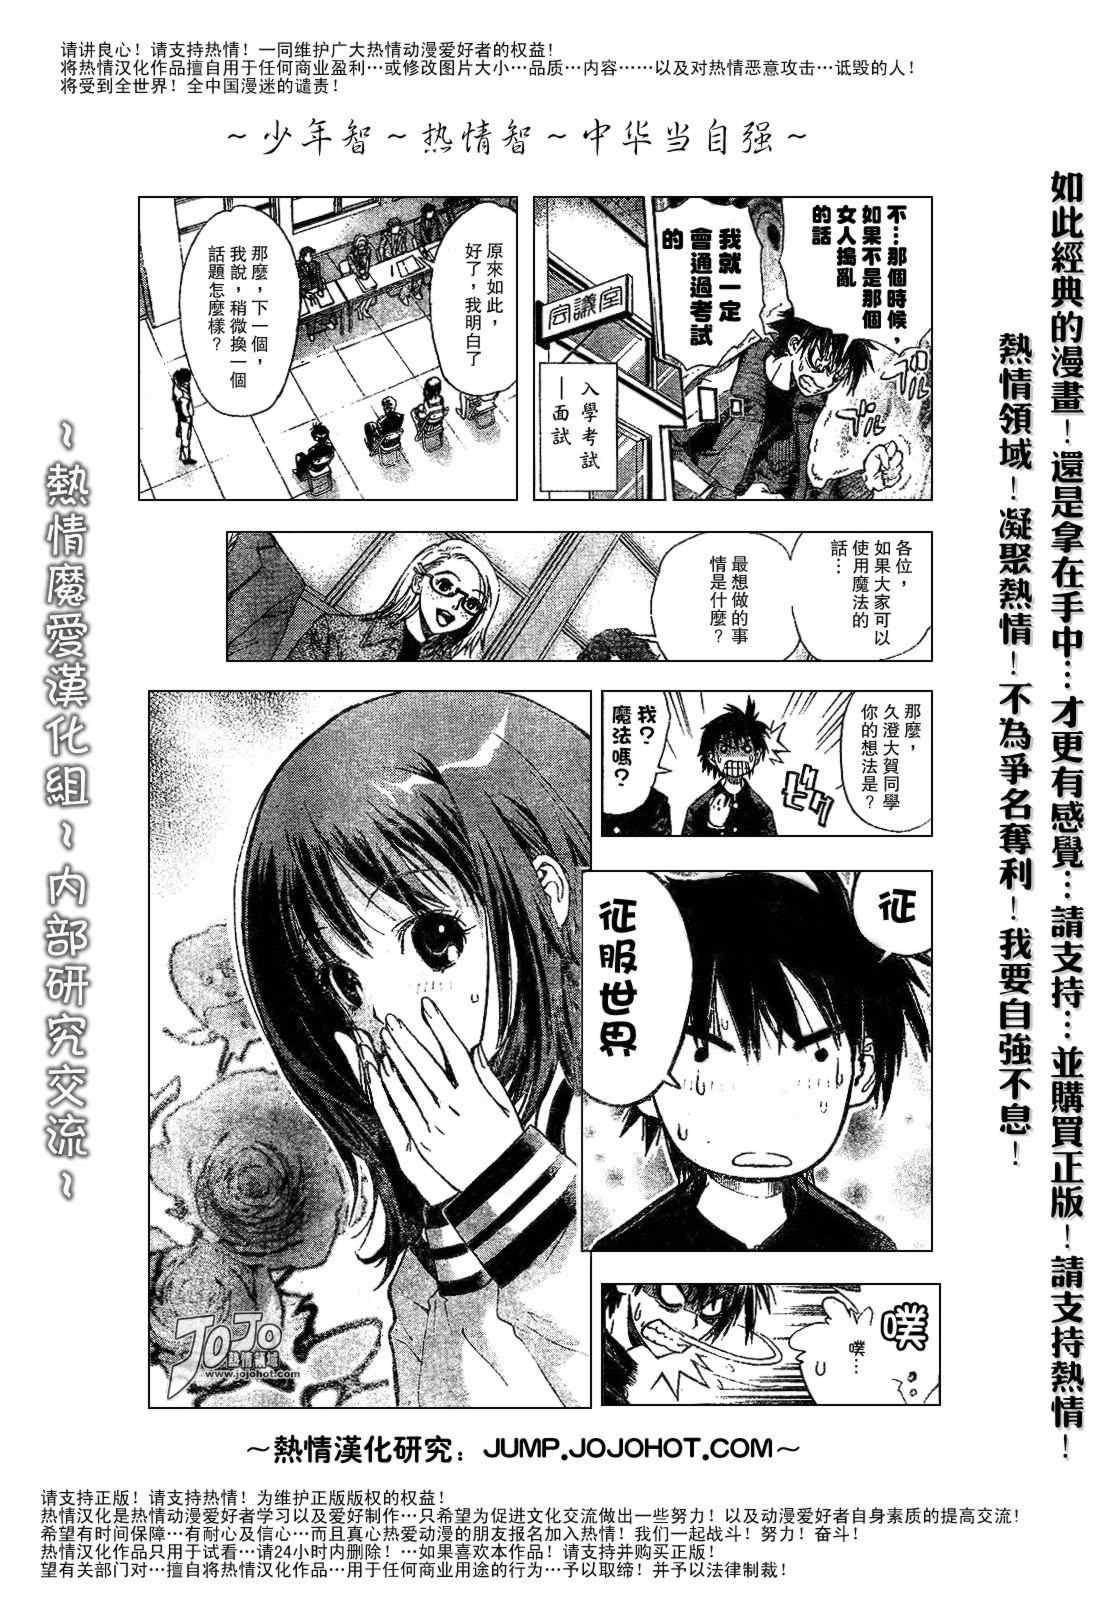 请讲良心！请支持热情！一同维护广大热情动漫爱好者的权益！
将热情汉化作品擅自用于任何商业盈利…或修改图片大小…品质…内容……以及对热情恶意攻击…诋毁的人！
将受到全世界！全中国漫迷的谴责！
～少年智～热情智～中华当自强～
如此經典的漫畫！還是拿在手中…才更有感覺…請支持…並購買正版！請支持熱情！
熱情領域！凝聚熱情！不為爭名奪利！我要自強不息！
不…那個時候，
如果不是那個
女人搗亂
的話
我就一定
會通過考試
的
同議室
入學考試
—面試
原來如此，
好了，我明白了
那麼，下一個，
我說，稍微換一個
話題怎麼樣？
各位，
如果大家可以
使用魔法的
話…
最想做的事
情是什麼？
那麼，
久澄大賀同學
你的想法是？
ビク
我？
魔法嗎？
征
征服世界
噗
噗…
～熱情魔愛漢化組～内部研究交流～
JoJo
熱情領域
www.jojohot.com
～熱情漢化研究：JUMP.JOJOHOT.COM～
请支持正版！请支持热情！为维护正版版权的权益！
热情汉化是热情动漫爱好者学习以及爱好制作…只希望为促进文化交流做出一些努力！以及动漫爱好者自身素质的提高交流！
希望有时间保障…有耐心及信心…而且真心热爱动漫的朋友报名加入热情！我们一起战斗！努力！奋斗！
热情汉化作品只用于试看…请24小时内删除！…如果喜欢本作品！请支持并购买正版！
望有关部门对…擅自将热情汉化作品…用于任何商业用途的行为…予以取缔！并予以法律制裁！